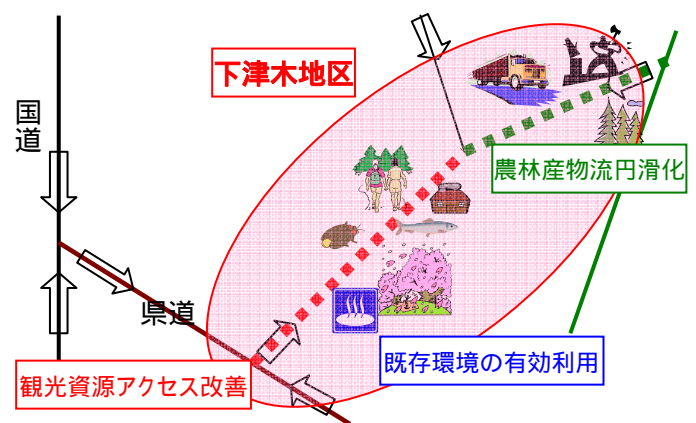 下津木地区
国道
農林産物流円滑化
県道
既存環境の有効利用
観光資源アクセス改善